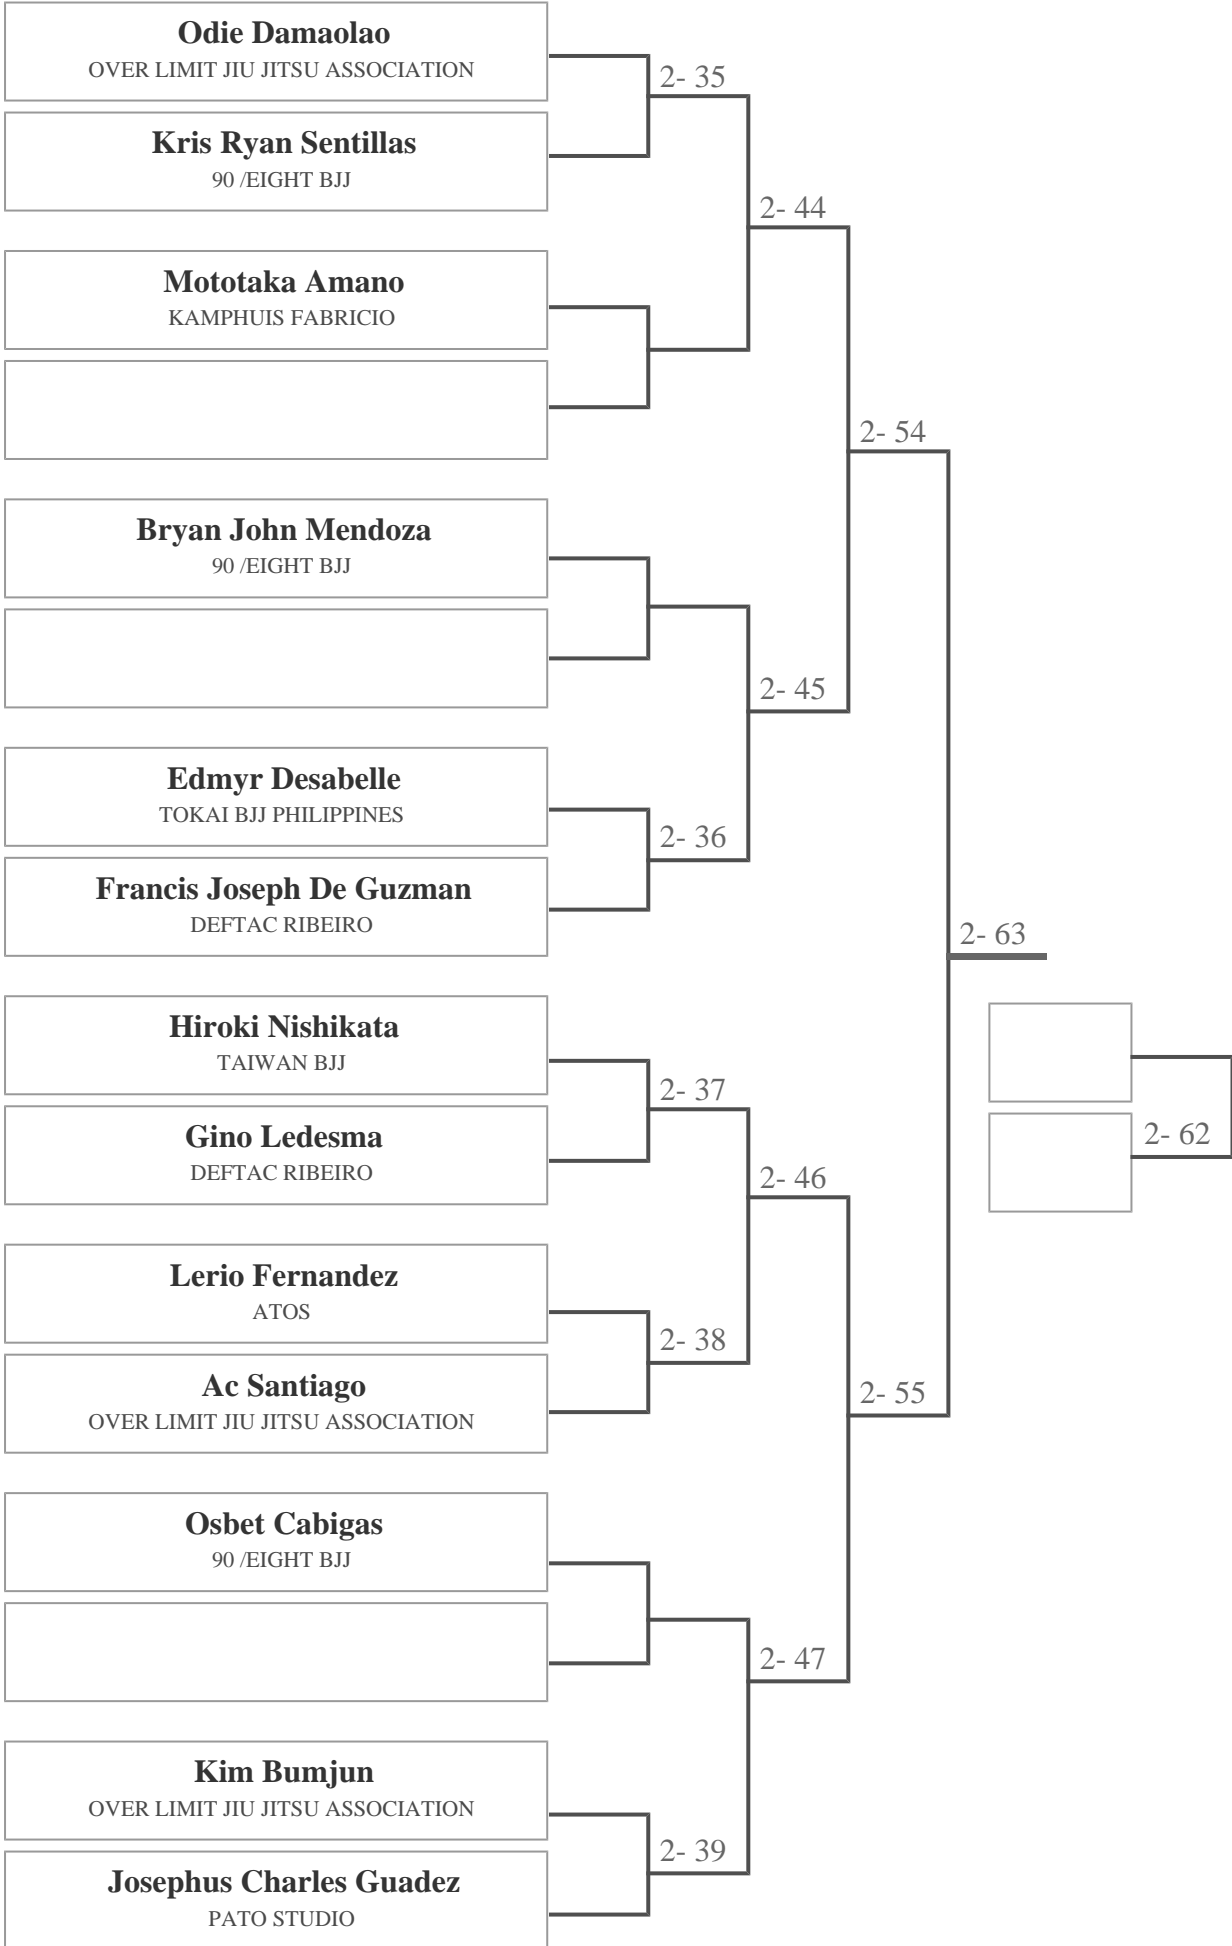 Odie Damaolao
OVER LIMIT JIU JITSU ASSOCIATION
2- 35
Kris Ryan Sentillas
90 /EIGHT BJJ
2- 44
Mototaka Amano
KAMPHUIS FABRICIO
2- 54
Bryan John Mendoza
90 /EIGHT BJJ
2- 45
Edmyr Desabelle
TOKAI BJJ PHILIPPINES
2- 36
Francis Joseph De Guzman
DEFTAC RIBEIRO
2- 63
Hiroki Nishikata
TAIWAN BJJ
2- 37
Gino Ledesma
DEFTAC RIBEIRO
2- 62
2- 46
Lerio Fernandez
ATOS
2- 38
Ac Santiago
OVER LIMIT JIU JITSU ASSOCIATION
2- 55
Osbet Cabigas
90 /EIGHT BJJ
2- 47
Kim Bumjun
OVER LIMIT JIU JITSU ASSOCIATION
2- 39
Josephus Charles Guadez
PATO STUDIO